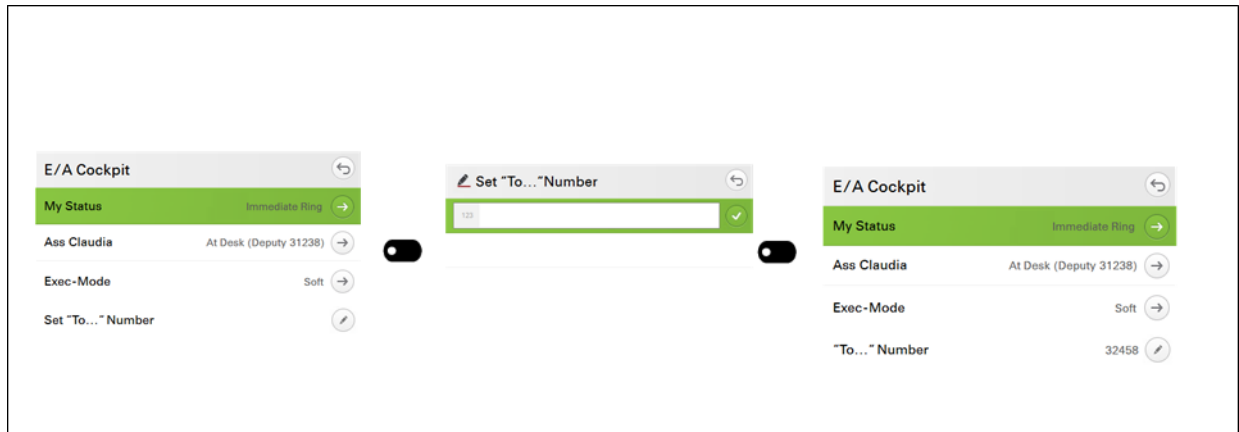 E/A Cockpit
My Status Immediate Ring
Ass Claudia At Desk (Deputy 31238)
Exec-Mode Soft
Set "To..." Number
Set "To..."Number
123
E/A Cockpit
My Status Immediate Ring
Ass Claudia At Desk (Deputy 31238)
Exec-Mode Soft
"To..." Number 32458